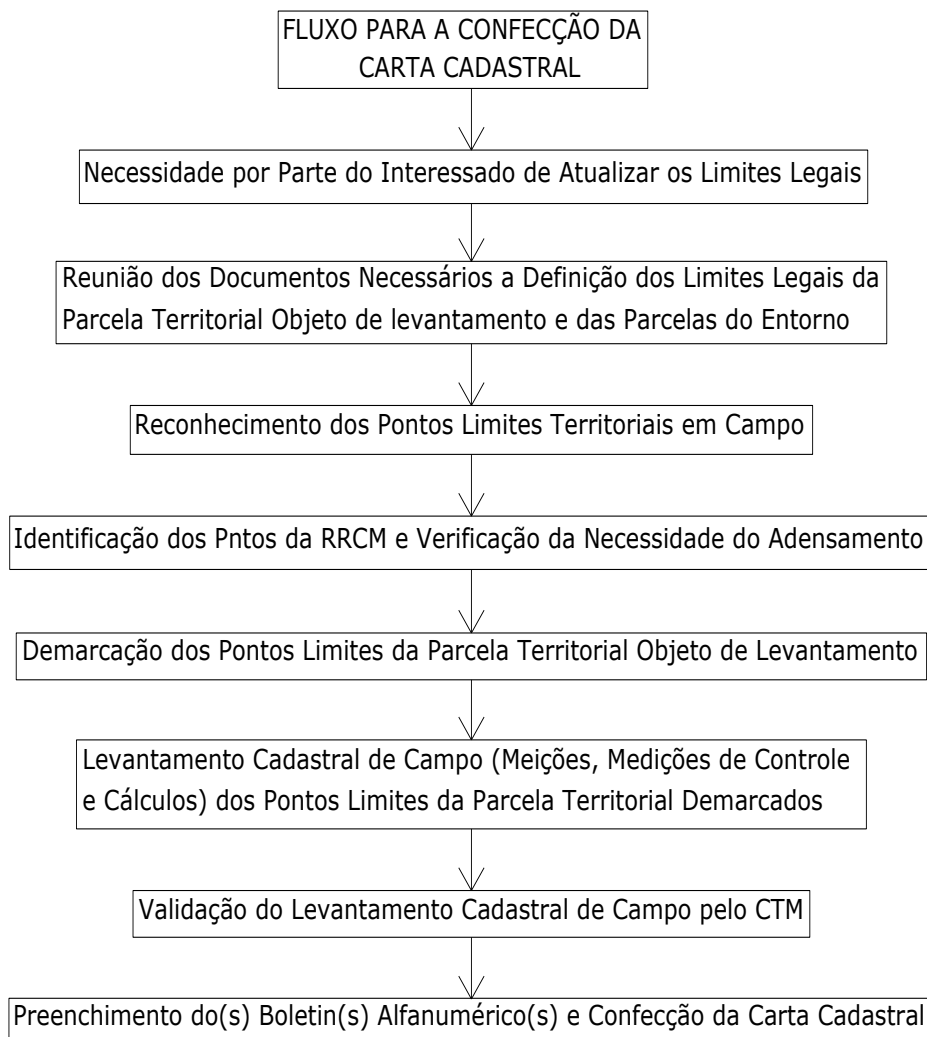 FLUXO PARA A CONFECÇÃO DA
CARTA CADASTRAL
Necessidade por Parte do Interessado de Atualizar os Limites Legais
Reunião dos Documentos Necessários a Definição dos Limites Legais da
Parcela Territorial Objeto de levantamento e das Parcelas do Entorno
Reconhecimento dos Pontos Limites Territoriais em Campo
Identificação dos Pntos da RRCM e Verificação da Necessidade do Adensamento
Demarcação dos Pontos Limites da Parcela Territorial Objeto de Levantamento
Levantamento Cadastral de Campo (Meições, Medições de Controle
e Cálculos) dos Pontos Limites da Parcela Territorial Demarcados
Validação do Levantamento Cadastral de Campo pelo CTM
Preenchimento do(s) Boletin(s) Alfanumérico(s) e Confecção da Carta Cadastral